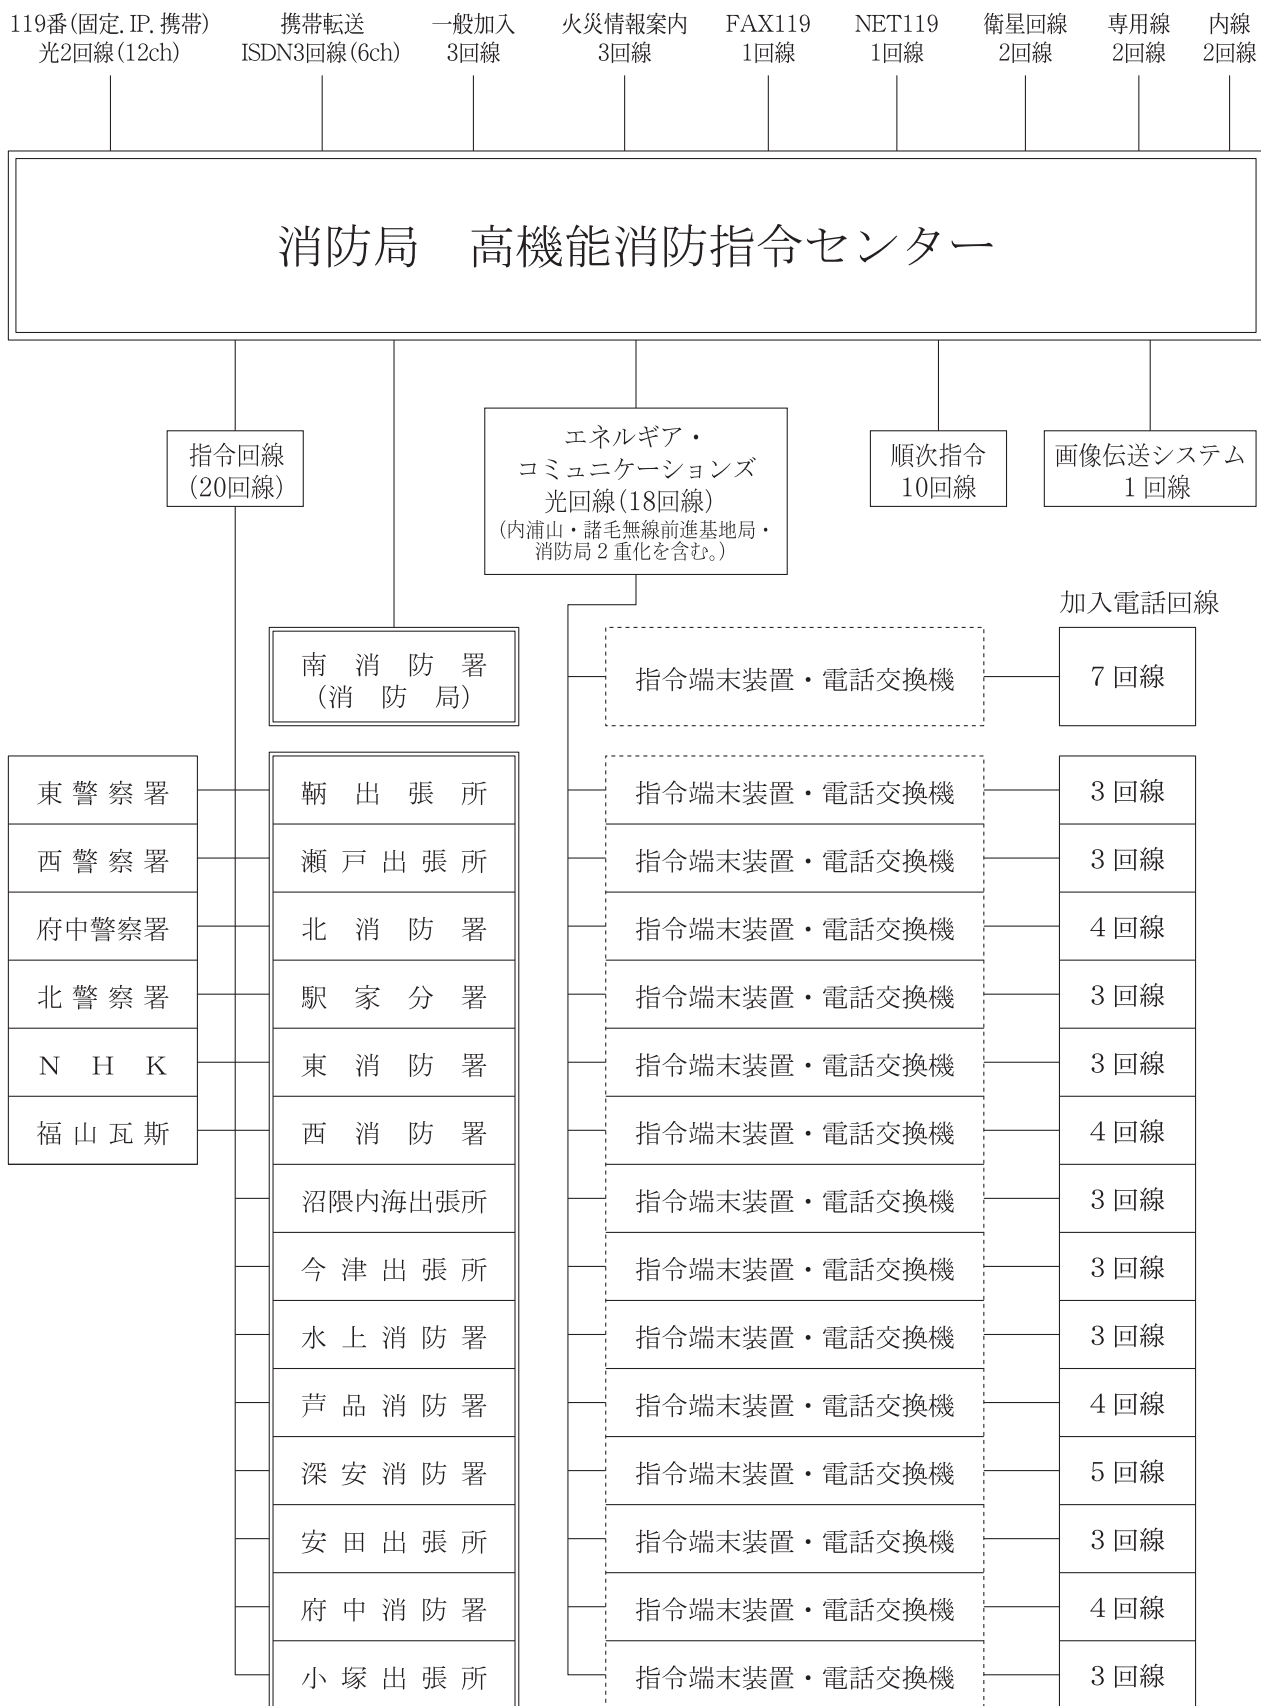 119番(固定.IP.携帯)
光2回線(12ch)
携帯転送
ISDN3回線(6ch)
一般加入
3回線
火災情報案内
3回線
FAX119
1回線
NET119
1回線
衛星回線
2回線
専用線
2回線
内線
2回線
消防局　高機能消防指令センター
指令回線
(20回線)
エネルギア・
コミュニケーションズ
光回線(18回線)
(内浦山・諸毛無線前進基地局・
消防局２重化を含む。)
順次指令
10回線
画像伝送システム
１回線
加入電話回線
南消防署
(消防局)
指令端末装置・電話交換機
７回線
東警察署
鞆出張所
指令端末装置・電話交換機
３回線
西警察署
瀬戸出張所
指令端末装置・電話交換機
３回線
府中警察署
北消防署
指令端末装置・電話交換機
４回線
北警察署
駅家分署
指令端末装置・電話交換機
３回線
ＮＨＫ
東消防署
指令端末装置・電話交換機
３回線
福山瓦斯
西消防署
指令端末装置・電話交換機
４回線
沼隈内海出張所
指令端末装置・電話交換機
３回線
今津出張所
指令端末装置・電話交換機
３回線
水上消防署
指令端末装置・電話交換機
３回線
芦品消防署
指令端末装置・電話交換機
４回線
深安消防署
指令端末装置・電話交換機
５回線
安田出張所
指令端末装置・電話交換機
３回線
府中消防署
指令端末装置・電話交換機
４回線
小塚出張所
指令端末装置・電話交換機
３回線